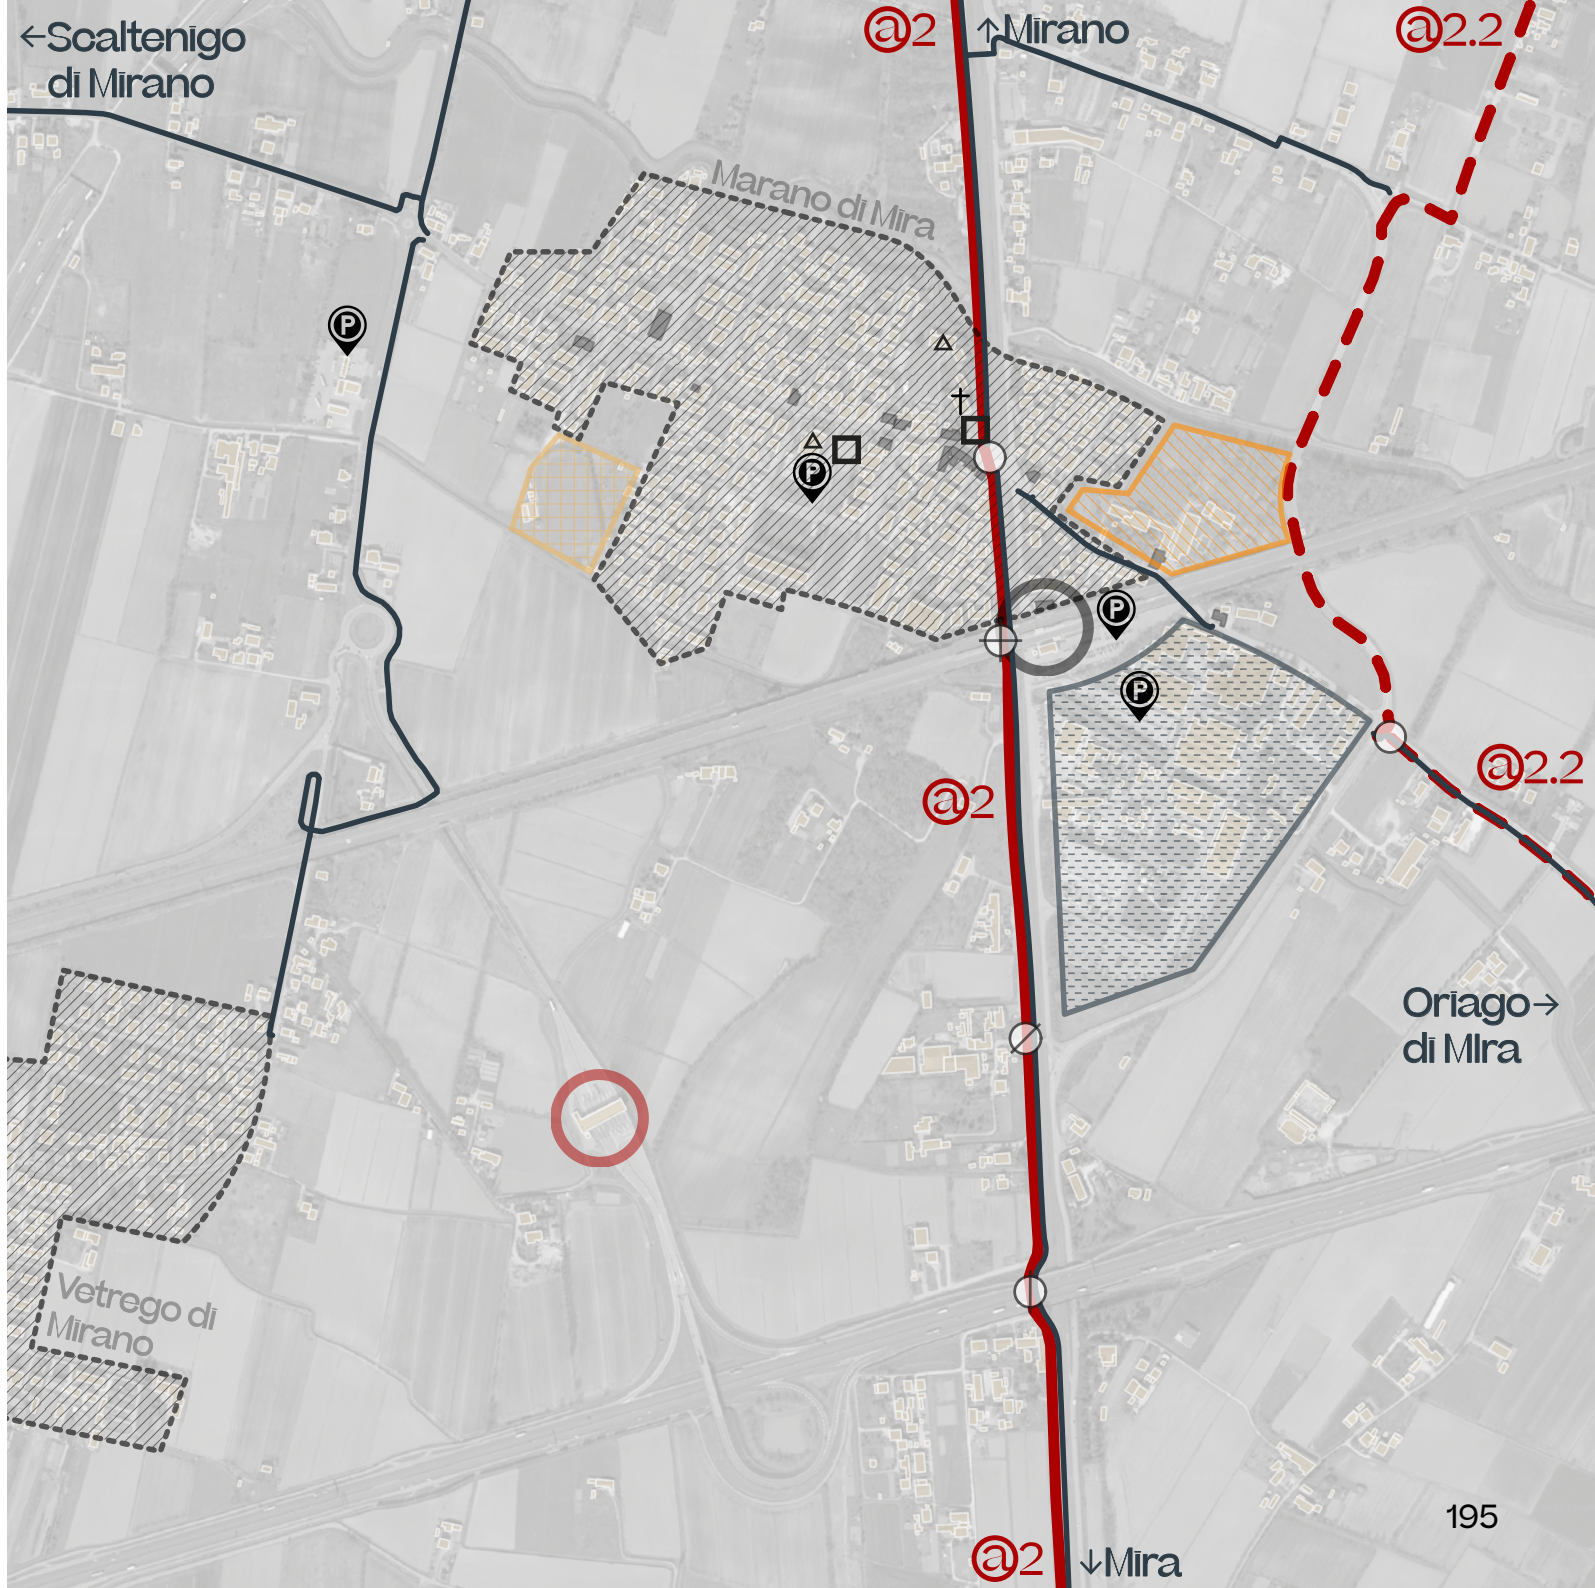 ←Scaltenigo
di Mirano
@2
↑Mirano
@2.2
Marano di Mira
P
P
P
P
@2
@2.2
Oriago→
di MIra
Vetrego di
Mirano
195
@2
↓Mira